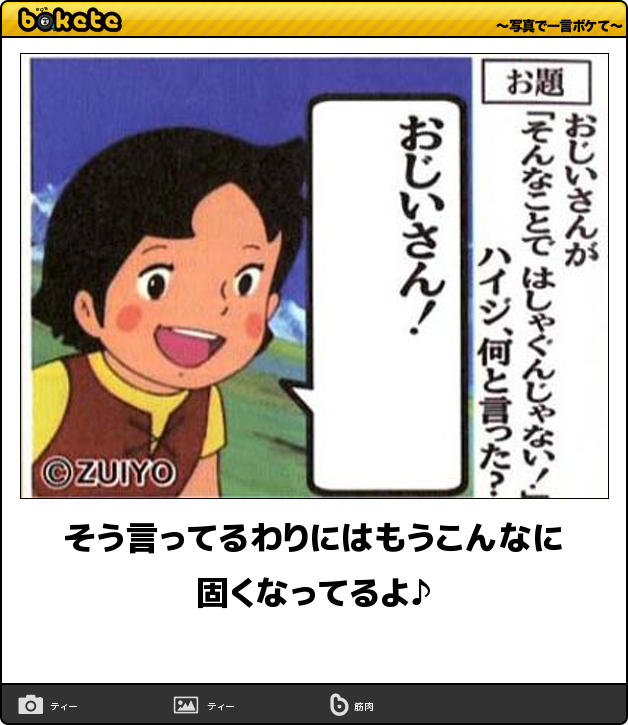 bokete
〜写真で一言ボケて〜
お題
おじいさんが
「そんなことで はしゃぐんじゃない!」
ハイジ、何と言った?
おじいさん!
©ZUIYO
そう言ってるわりにはもうこんなに
固くなってるよ♪
ティー
ティー
筋肉